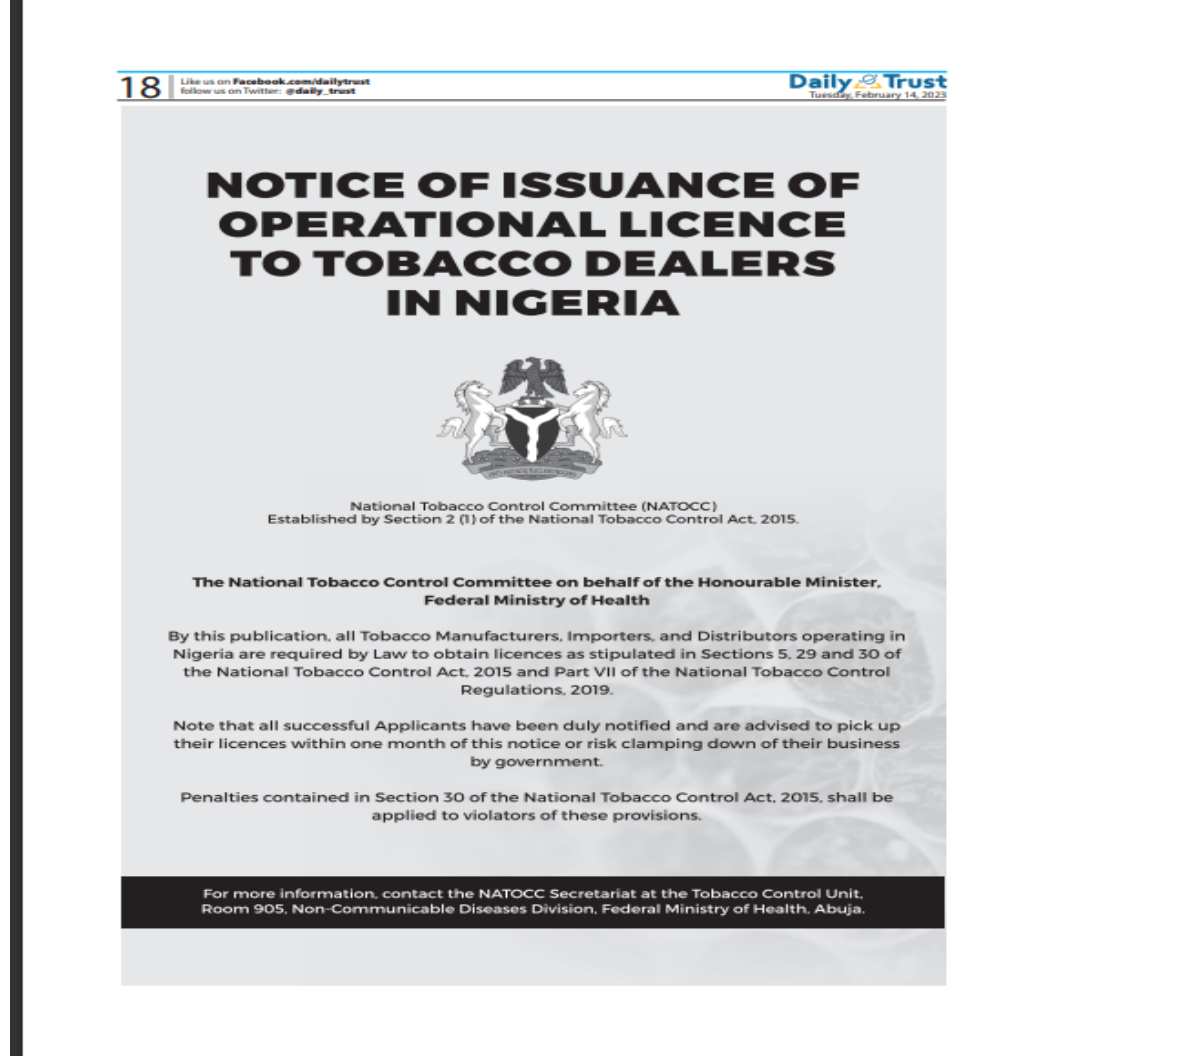 18
Like us on Facebook.com/dailytrust
follow us on Twitter: @daily_trust
Daily Trust
Tuesday, February 14, 2023
NOTICE OF ISSUANCE OF
OPERATIONAL LICENCE
TO TOBACCO DEALERS
IN NIGERIA
National Tobacco Control Committee (NATOCC)
Established by Section 2 (1) of the National Tobacco Control Act, 2015.
The National Tobacco Control Committee on behalf of the Honourable Minister,
Federal Ministry of Health
By this publication, all Tobacco Manufacturers, Importers, and Distributors operating in
Nigeria are required by Law to obtain licences as stipulated in Sections 5, 29 and 30 of
the National Tobacco Control Act, 2015 and Part VII of the National Tobacco Control
Regulations, 2019.
Note that all successful Applicants have been duly notified and are advised to pick up
their licences within one month of this notice or risk clamping down of their business
by government.
Penalties contained in Section 30 of the National Tobacco Control Act, 2015, shall be
applied to violators of these provisions.
For more information, contact the NATOCC Secretariat at the Tobacco Control Unit,
Room 905, Non-Communicable Diseases Division, Federal Ministry of Health, Abuja.